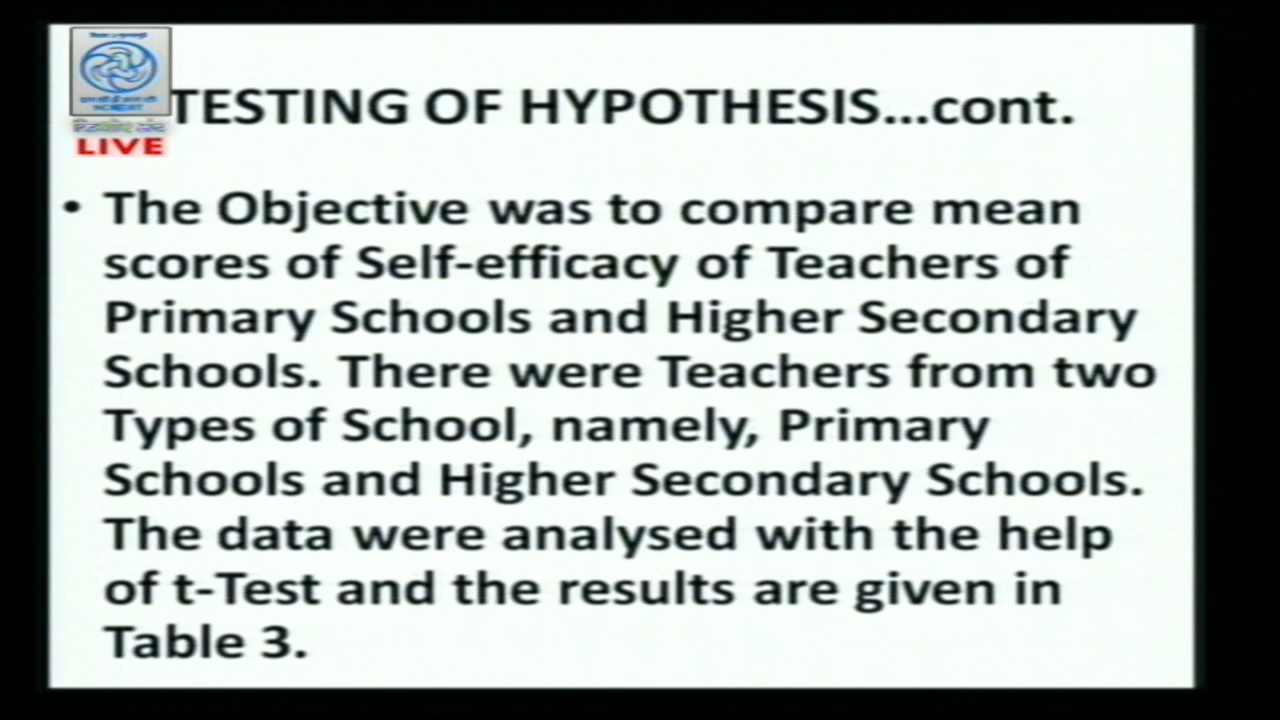 NCERT
LIVE
TESTING OF HYPOTHESIS...cont.
• The Objective was to compare mean
scores of Self-efficacy of Teachers of
Primary Schools and Higher Secondary
Schools. There were Teachers from two
Types of School, namely, Primary
Schools and Higher Secondary Schools.
The data were analysed with the help
of t-Test and the results are given in
Table 3.